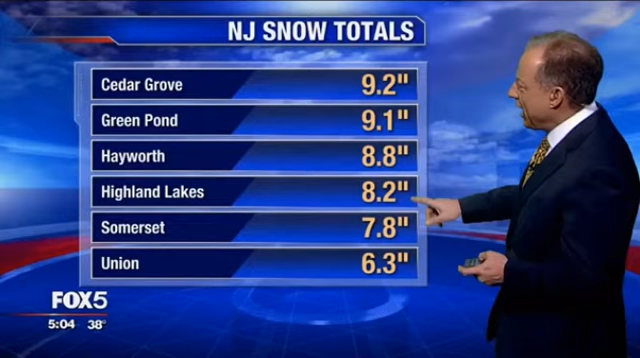 NJ SNOW TOTALS
Cedar Grove 9.2"
Green Pond 9.1"
Hayworth 8.8"
Highland Lakes 8.2"
Somerset 7.8"
Union 6.3"
FOX5
5:04 38°